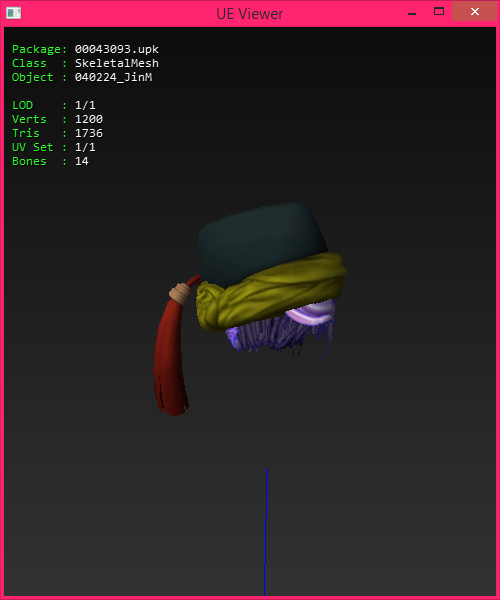 UE Viewer
Package: 00043093.upk
Class : SkeletalMesh
Object : 040224_JinM
LOD : 1/1
Verts : 1200
Tris : 1736
UV Set : 1/1
Bones : 14